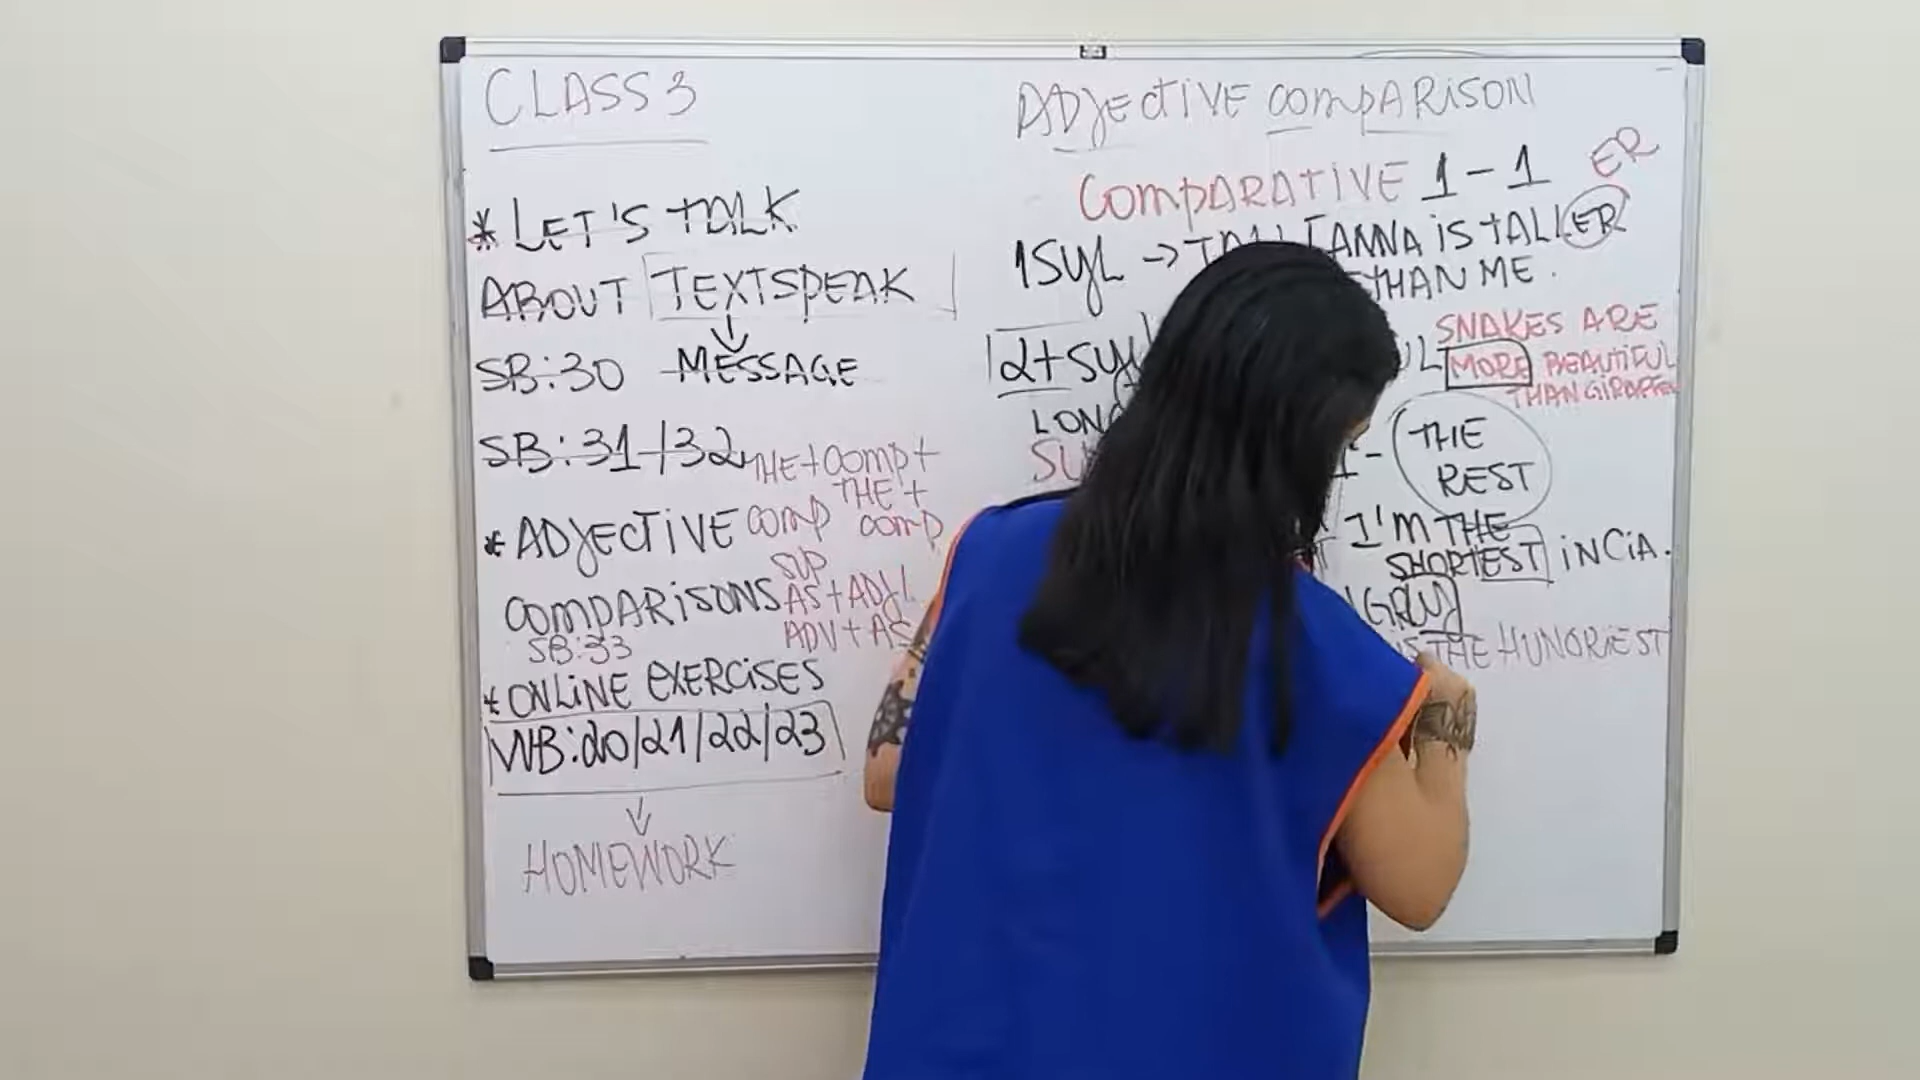 CLASS 3
* LET'S TALK
ABOUT TEXTSPEAK
SB:30 MESSAGE
SB:31/32
THE + COMP +
THE +
* ADJECTIVE COMP COMP
SUP
COMPARISONS AS + ADJ/
SB:33 ADV + AS
* ONLINE EXERCISES
WB:20/21/22/23
HOMEWORK
ADJECTIVE COMPARISON
COMPARATIVE 1-1 ER
1SYL → ANNA IS TALLER
THAN ME.
2+SYL SNAKES ARE
MORE BEAUTIFUL
THAN GIRAFFES
THE
REST
I'M THE
SHORTEST IN CIA.
IS THE HUNGRIEST